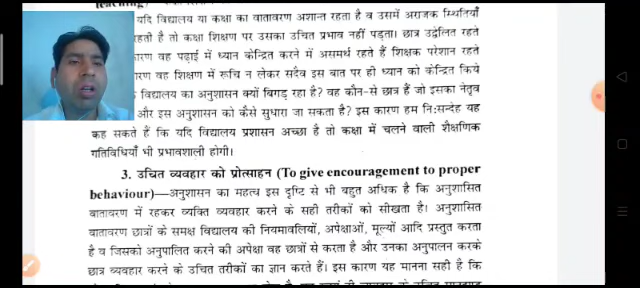 teaching)
यदि विद्यालय या कक्षा का वातावरण अशान्त रहता है व उसमें अराजक स्थितियाँ
रहती है तो कक्षा शिक्षण पर उसका उचित प्रभाव नहीं पड़ता। छात्र उद्वेलित रहते
कारण वह पढ़ाई में ध्यान केन्द्रित करने में असमर्थ रहते हैं शिक्षक परेशान रहते
कारण वह शिक्षण में रूचि न लेकर सदैव इस बात पर ही ध्यान को केन्द्रित किये
विद्यालय का अनुशासन क्यों बिगड़ रहा है? वह कौन-से छात्र हैं जो इसका नेतृत्व
और इस अनुशासन को कैसे सुधारा जा सकता है? इस कारण हम नि:सन्देह यह
कह सकते हैं कि यदि विद्यालय प्रशासन अच्छा है तो कक्षा में चलने वाली शैक्षणिक
गतिविधियाँ भी प्रभावशाली होगी।
3. उचित व्यवहार को प्रोत्साहन (To give encouragement to proper
behaviour)—अनुशासन का महत्व इस दृष्टि से भी बहुत अधिक है कि अनुशासित
वातावरण में रहकर व्यक्ति व्यवहार करने के सही तरीकों को सीखता है। अनुशासित
वातावरण छात्रों के समक्ष विद्यालय की नियमावलियों, अपेक्षाओं, मूल्यों आदि प्रस्तुत करता
है व जिसको अनुपालित करने की अपेक्षा वह छात्रों से करता है और उनका अनुपालन करके
छात्र व्यवहार करने के उचित तरीकों का ज्ञान करते हैं। इस कारण यह मानना सही है कि